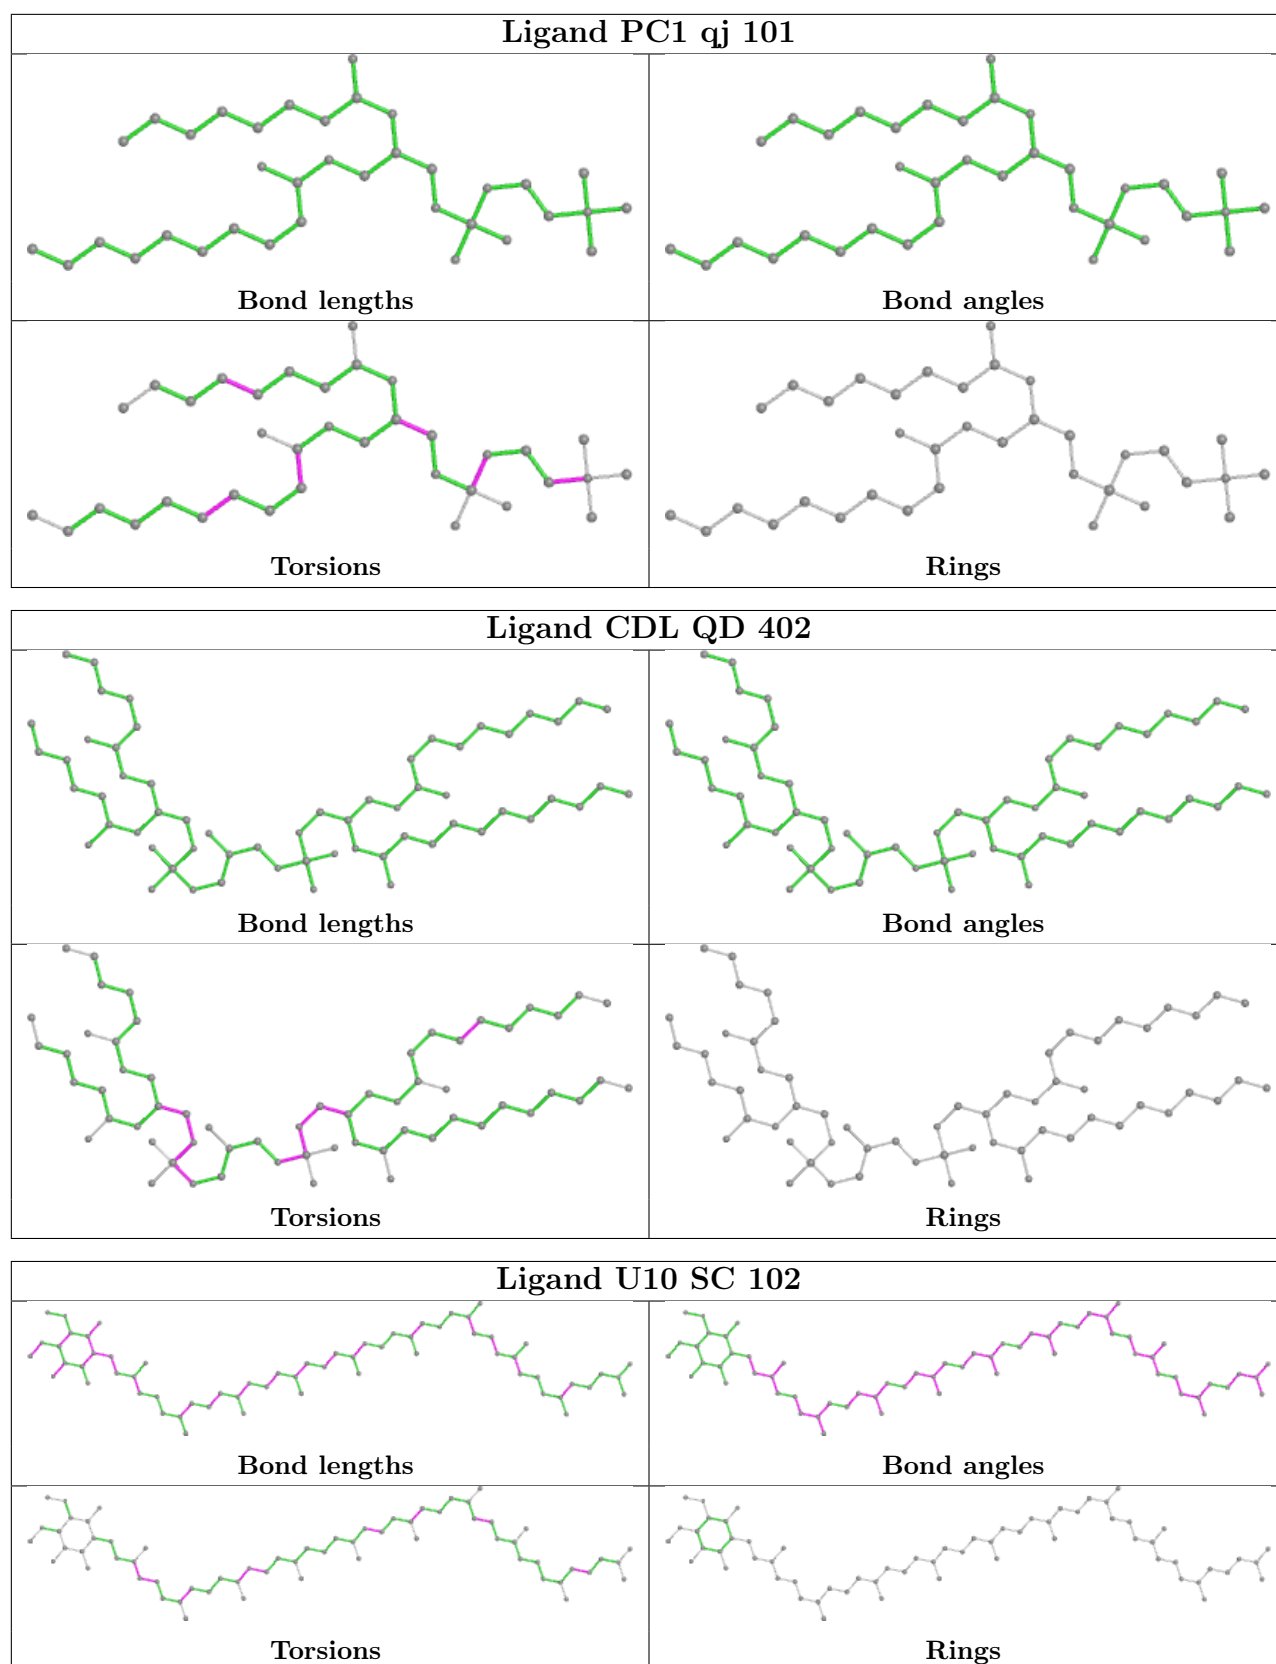 Ligand PC1 qj 101
Bond lengths
Bond angles
Torsions
Rings
Ligand CDL QD 402
Bond lengths
Bond angles
Torsions
Rings
Ligand U10 SC 102
Bond lengths
Bond angles
Torsions
Rings